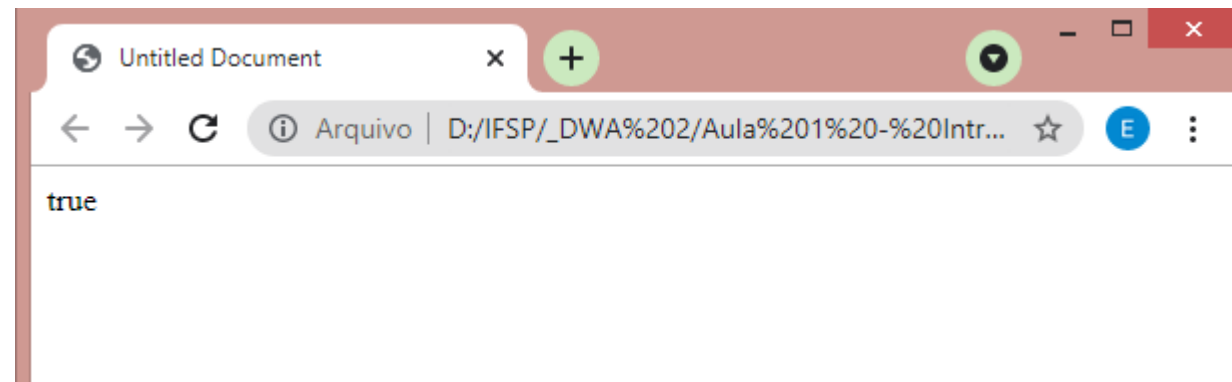 Untitled Document
Arquivo D:/IFSP/_DWA%202/Aula%201%20-%20Intr... E
true